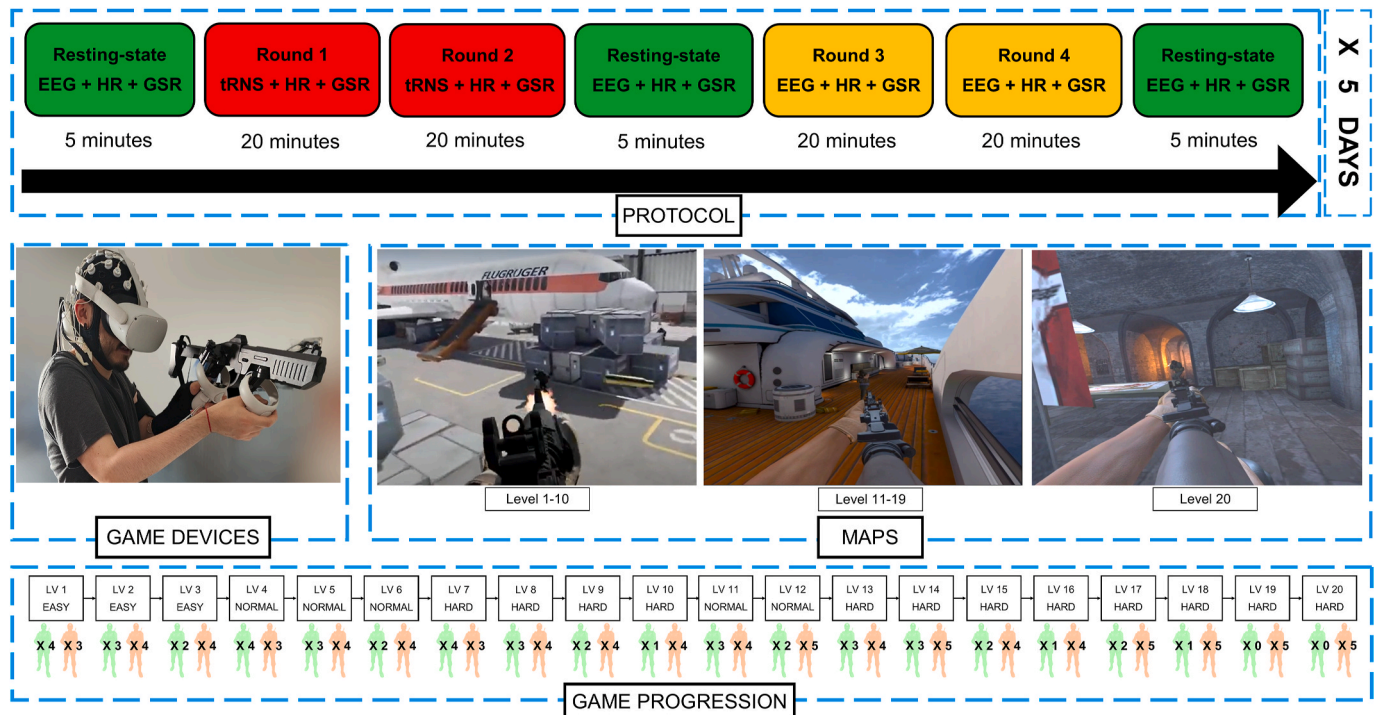 Resting-state
EEG + HR + GSR
5 minutes
Round 1
tRNS + HR + GSR
20 minutes
Round 2
tRNS + HR + GSR
20 minutes
Resting-state
EEG + HR + GSR
5 minutes
Round 3
EEG + HR + GSR
20 minutes
Round 4
EEG + HR + GSR
20 minutes
Resting-state
EEG + HR + GSR
5 minutes
X 5 DAYS
PROTOCOL
GAME DEVICES
FLUGRUGER
Level 1-10
Level 11-19
Level 20
MAPS
LV 1
EASY
X 4 X 3
LV 2
EASY
X 3 X 4
LV 3
EASY
X 2 X 4
LV 4
NORMAL
X 4 X 3
LV 5
NORMAL
X 3 X 4
LV 6
NORMAL
X 2 X 4
LV 7
HARD
X 4 X 3
LV 8
HARD
X 3 X 4
LV 9
HARD
X 2 X 4
LV 10
HARD
X 1 X 4
LV 11
NORMAL
X 3 X 4
LV 12
NORMAL
X 2 X 5
LV 13
HARD
X 3 X 4
LV 14
HARD
X 3 X 5
LV 15
HARD
X 2 X 4
LV 16
HARD
X 1 X 4
LV 17
HARD
X 2 X 5
LV 18
HARD
X 1 X 5
LV 19
HARD
X 0 X 5
LV 20
HARD
X 0 X 5
GAME PROGRESSION